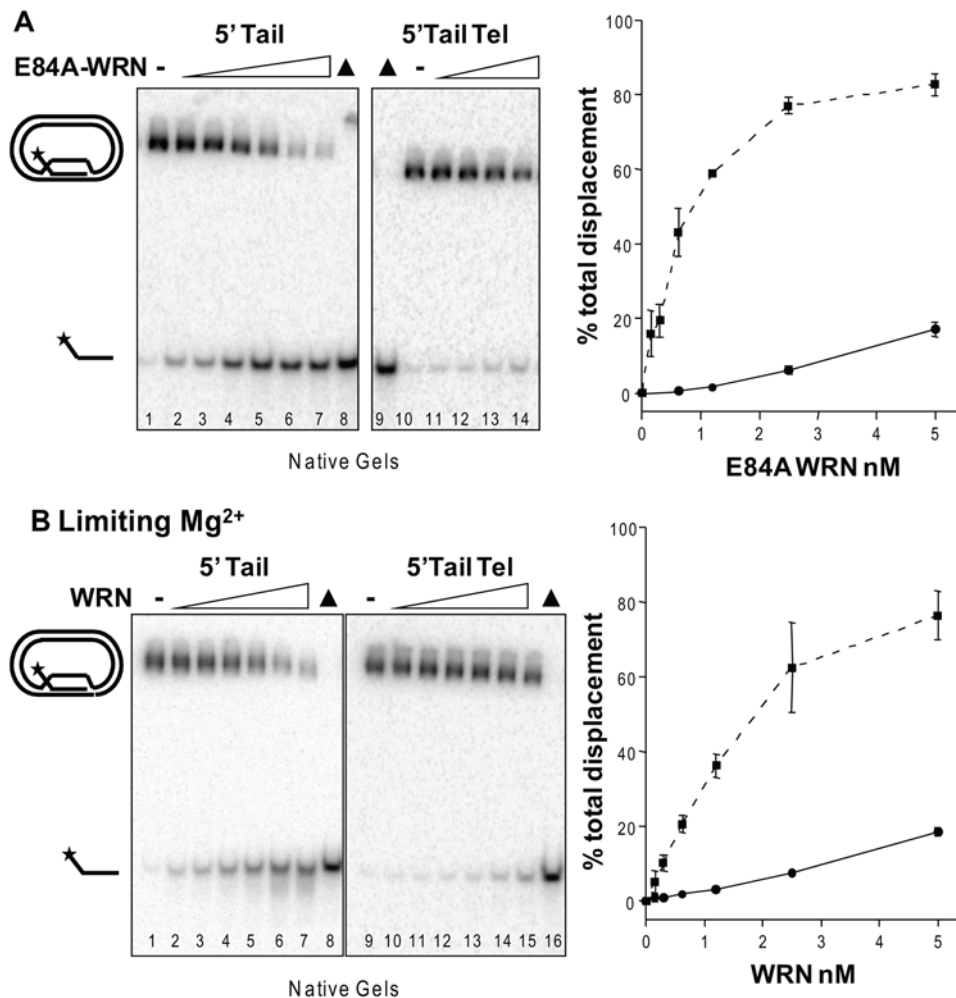 A
5' Tail
5'Tail Tel
E84A-WRN - ▲ ▲ -
1 2 3 4 5 6 7 8 9 10 11 12 13 14
Native Gels
% total displacement
100
80
60
40
20
0
0 1 2 3 4 5
E84A WRN nM
B Limiting Mg²⁺
5' Tail
5'Tail Tel
WRN - ▲ - ▲
1 2 3 4 5 6 7 8 9 10 11 12 13 14 15 16
Native Gels
% total displacement
100
80
60
40
20
0
0 1 2 3 4 5
WRN nM